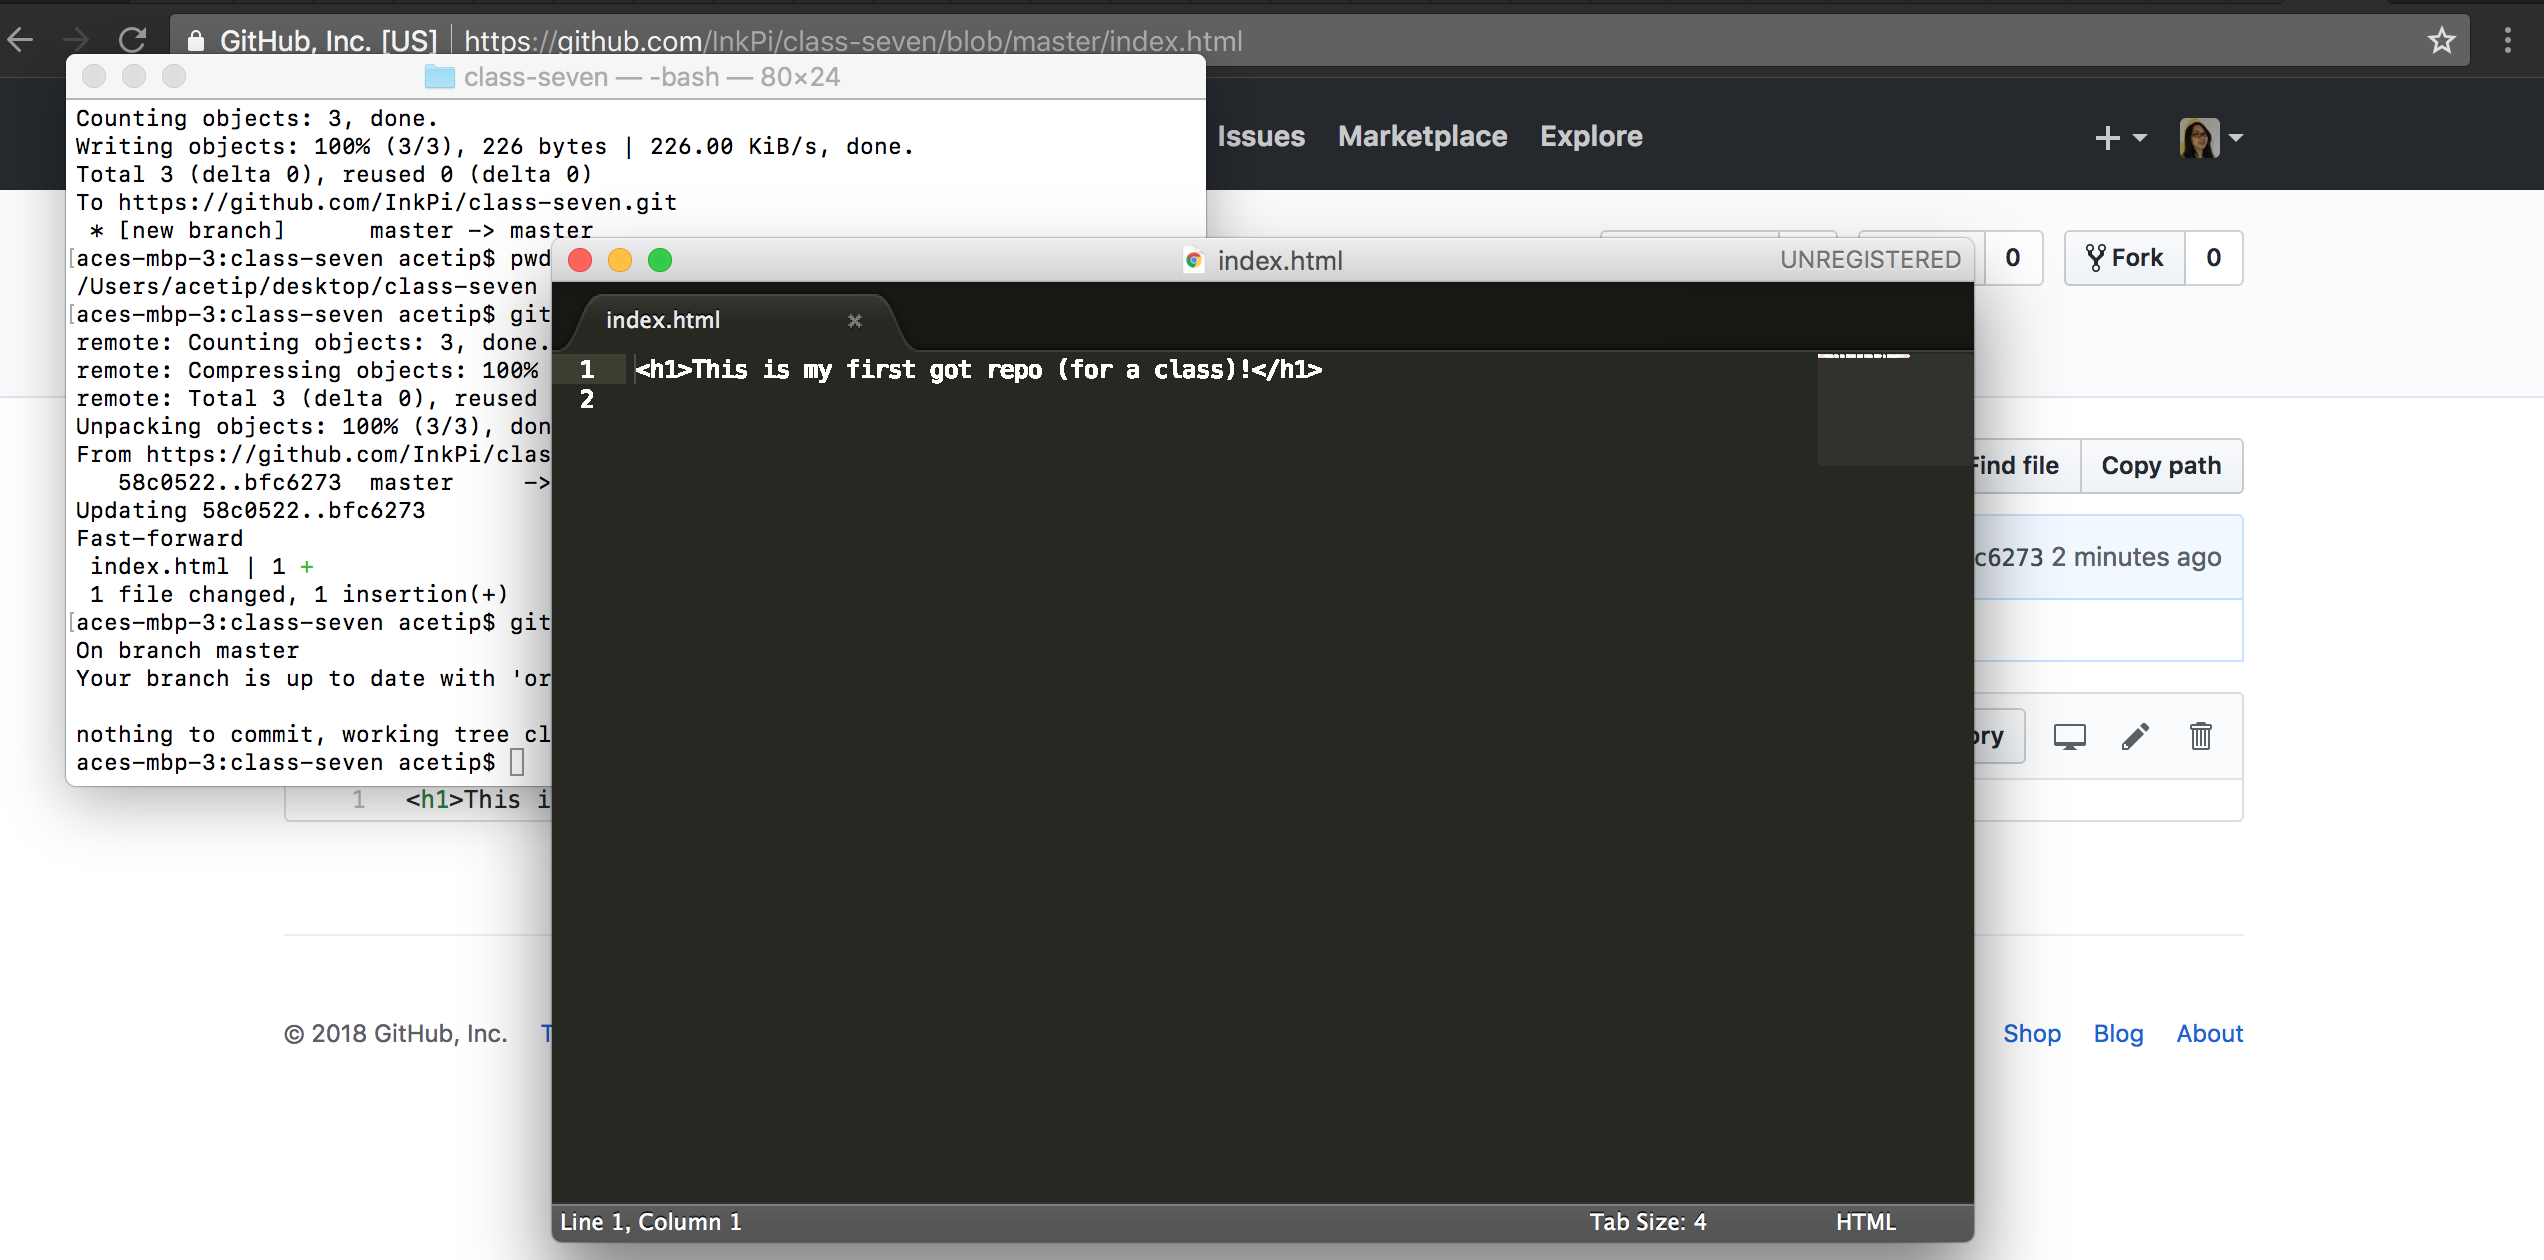 GitHub, Inc. [US] https://github.com/InkPi/class-seven/blob/master/index.html
class-seven — -bash — 80×24
Counting objects: 3, done.
Writing objects: 100% (3/3), 226 bytes | 226.00 KiB/s, done.
Total 3 (delta 0), reused 0 (delta 0)
To https://github.com/InkPi/class-seven.git
* [new branch]      master -> master
[aces-mbp-3:class-seven acetip$ pwd
/Users/acetip/desktop/class-seven
[aces-mbp-3:class-seven acetip$ git
remote: Counting objects: 3, done.
remote: Compressing objects: 100%
remote: Total 3 (delta 0), reused
Unpacking objects: 100% (3/3), don
From https://github.com/InkPi/clas
58c0522..bfc6273  master     ->
Updating 58c0522..bfc6273
Fast-forward
index.html | 1 +
1 file changed, 1 insertion(+)
[aces-mbp-3:class-seven acetip$ git
On branch master
Your branch is up to date with 'or
nothing to commit, working tree cl
aces-mbp-3:class-seven acetip$
Issues Marketplace Explore
0 Fork 0
index.html UNREGISTERED
index.html
1 <h1>This is my first got repo (for a class)!</h1>
2
Line 1, Column 1 Tab Size: 4 HTML
Find file Copy path
c6273 2 minutes ago
ory
1 <h1>This i
© 2018 GitHub, Inc. T
Shop Blog About